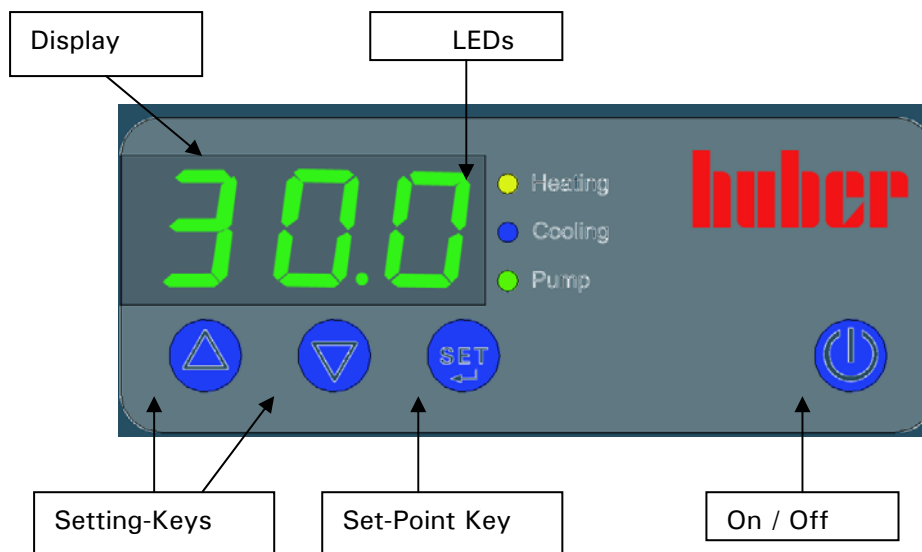 Display
LEDs
30.0
Heating
Cooling
Pump
huber
SET
Setting-Keys
Set-Point Key
On / Off